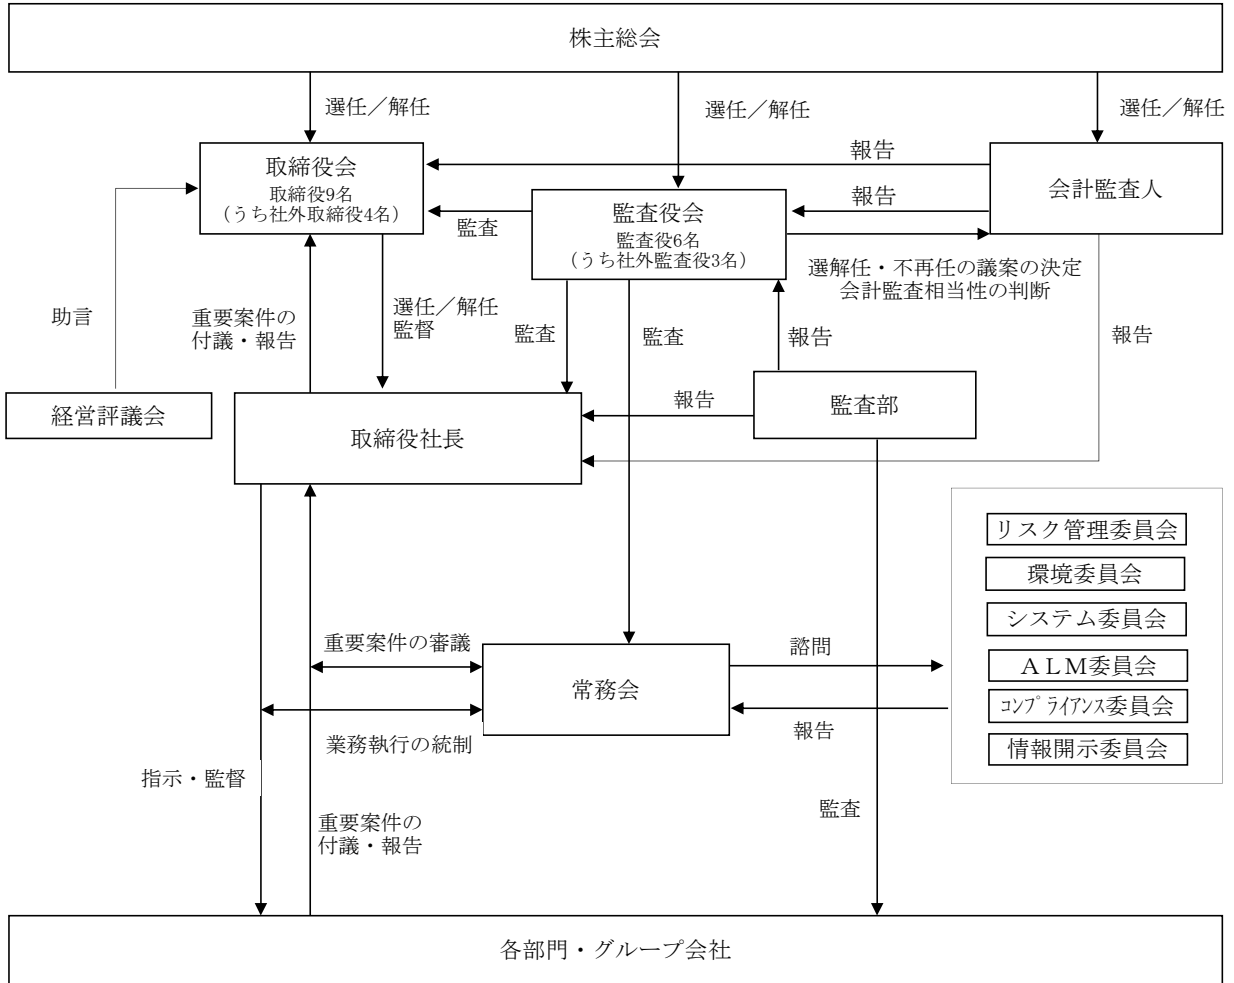 株主総会
選任／解任
選任／解任
選任／解任
取締役会
取締役9名
（うち社外取締役4名）
報告
会計監査人
報告
監査
監査役会
監査役6名
（うち社外監査役3名）
選解任・不再任の議案の決定
会計監査相当性の判断
助言
重要案件の
付議・報告
選任／解任
監督
監査
監査
報告
報告
経営評議会
取締役社長
報告
監査部
リスク管理委員会
環境委員会
システム委員会
ＡＬＭ委員会
ｺﾝﾌﾟﾗｲｱﾝｽ委員会
情報開示委員会
重要案件の審議
諮問
常務会
業務執行の統制
報告
指示・監督
重要案件の
付議・報告
監査
各部門・グループ会社